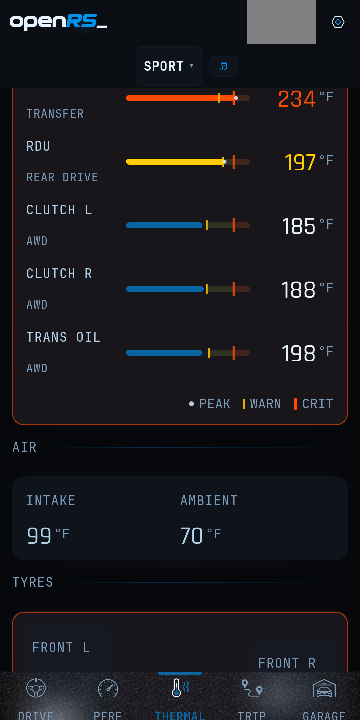 openRS_
SPORT ▾
234 °F
TRANSFER
RDU
197 °F
REAR DRIVE
CLUTCH L
185 °F
AWD
CLUTCH R
188 °F
AWD
TRANS OIL
198 °F
AWD
PEAK WARN CRIT
AIR
INTAKE AMBIENT
99 °F 70 °F
TYRES
FRONT L
FRONT R
DRIVE PERF THERMAL TRIP GARAGE